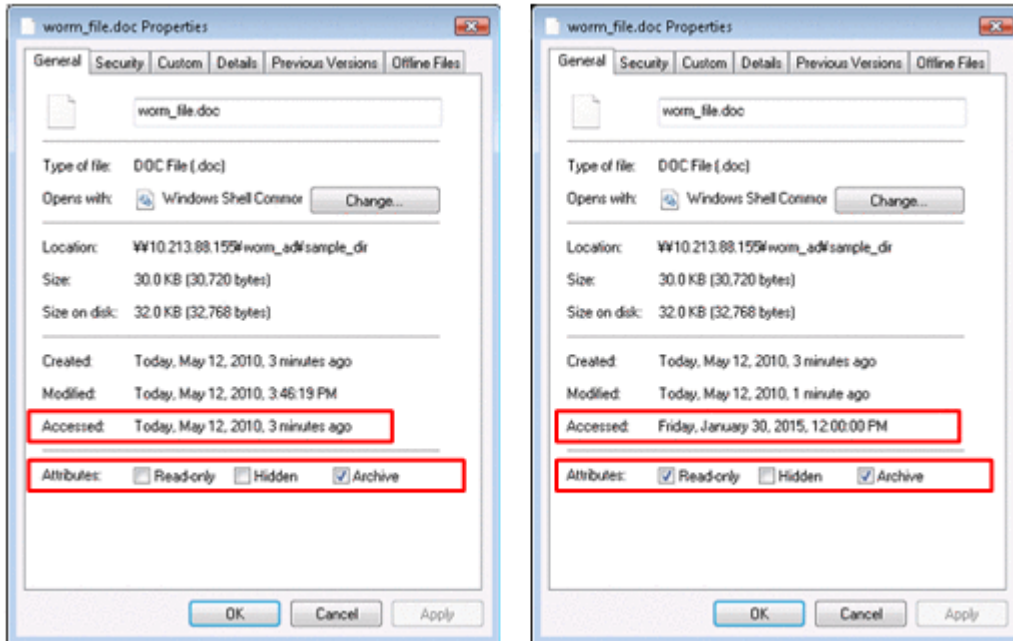 worm_file.doc Properties
General Security Custom Details Previous Versions Offline Files
worm_file.doc
Type of file: DOC File (.doc)
Opens with: Windows Shell Commor Change...
Location: ¥¥10.213.88.155¥worm_ad¥sample_dir
Size: 30.0 KB (30,720 bytes)
Size on disk: 32.0 KB (32,768 bytes)
Created: Today, May 12, 2010, 3 minutes ago
Modified: Today, May 12, 2010, 3:46:19 PM
Accessed: Today, May 12, 2010, 3 minutes ago
Attributes: Read-only Hidden Archive
OK Cancel Apply
worm_file.doc Properties
General Security Custom Details Previous Versions Offline Files
worm_file.doc
Type of file: DOC File (.doc)
Opens with: Windows Shell Commor Change...
Location: ¥¥10.213.88.155¥worm_ad¥sample_dir
Size: 30.0 KB (30,720 bytes)
Size on disk: 32.0 KB (32,768 bytes)
Created: Today, May 12, 2010, 3 minutes ago
Modified: Today, May 12, 2010, 1 minute ago
Accessed: Friday, January 30, 2015, 12:00:00 PM
Attributes: Read-only Hidden Archive
OK Cancel Apply